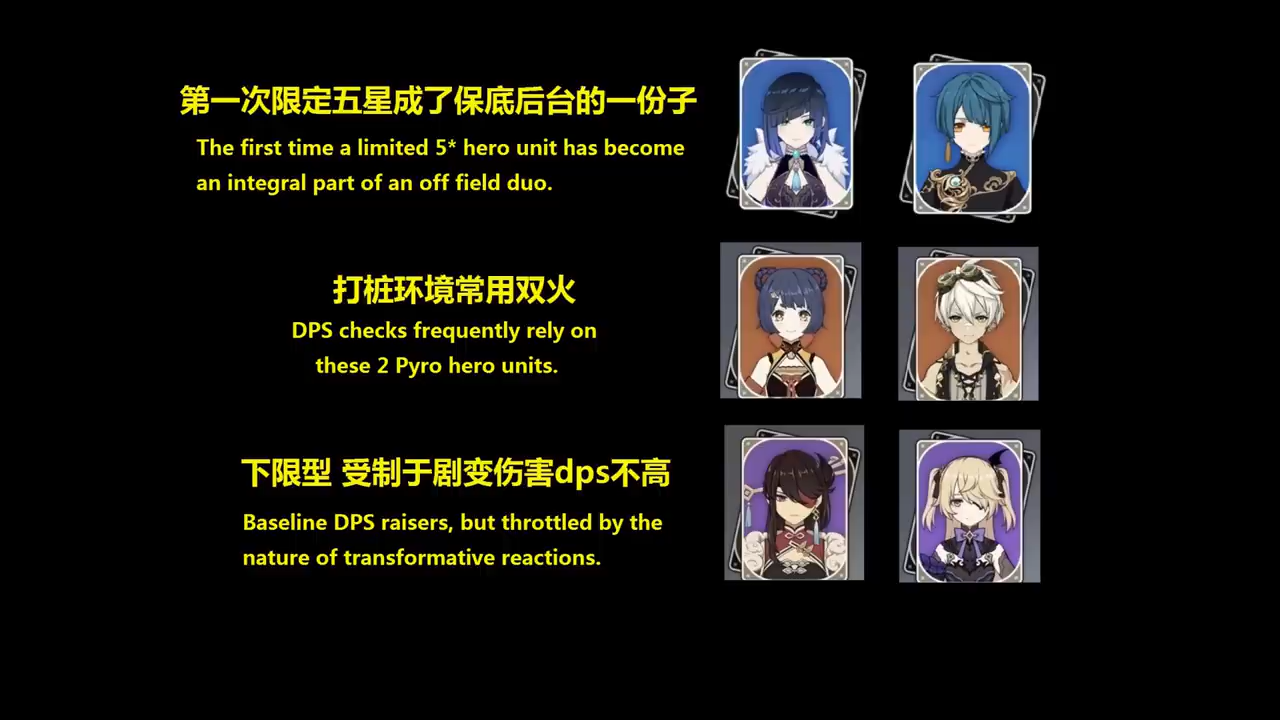 第一次限定五星成了保底后台的一份子
The first time a limited 5* hero unit has become
an integral part of an off field duo.
打桩环境常用双火
DPS checks frequently rely on
these 2 Pyro hero units.
下限型 受制于剧变伤害dps不高
Baseline DPS raisers, but throttled by the
nature of transformative reactions.